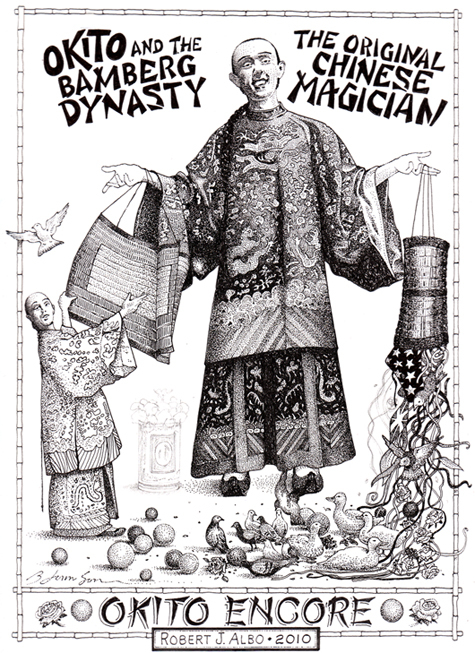 OKITO AND THE
BAMBERG
DYNASTY
THE ORIGINAL
CHINESE
MAGICIAN
OKITO ENCORE
ROBERT J. ALBO • 2010